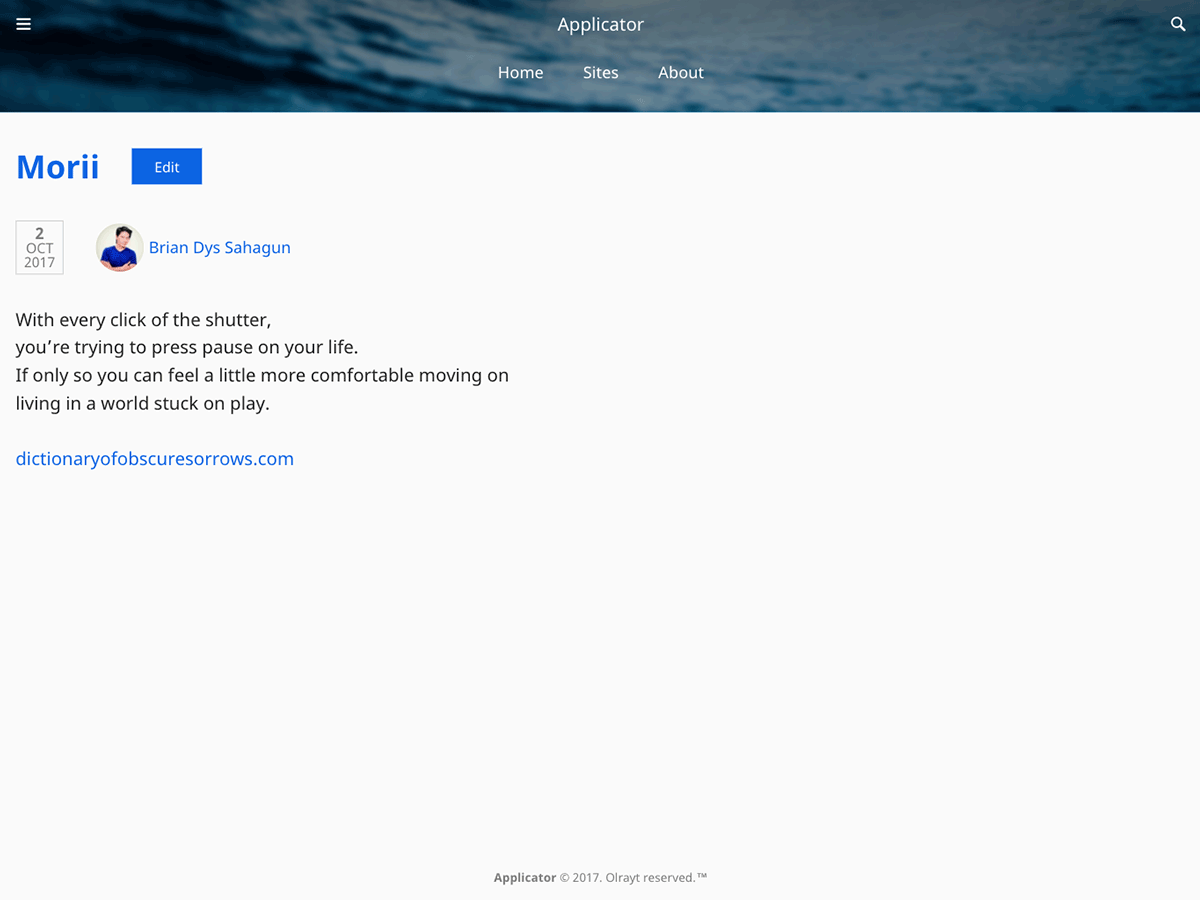 Applicator
Home Sites About
Morii
Edit
2
OCT
2017
Brian Dys Sahagun
With every click of the shutter,
you’re trying to press pause on your life.
If only so you can feel a little more comfortable moving on
living in a world stuck on play.
dictionaryofobscuresorrows.com
Applicator © 2017. Olrayt reserved.™